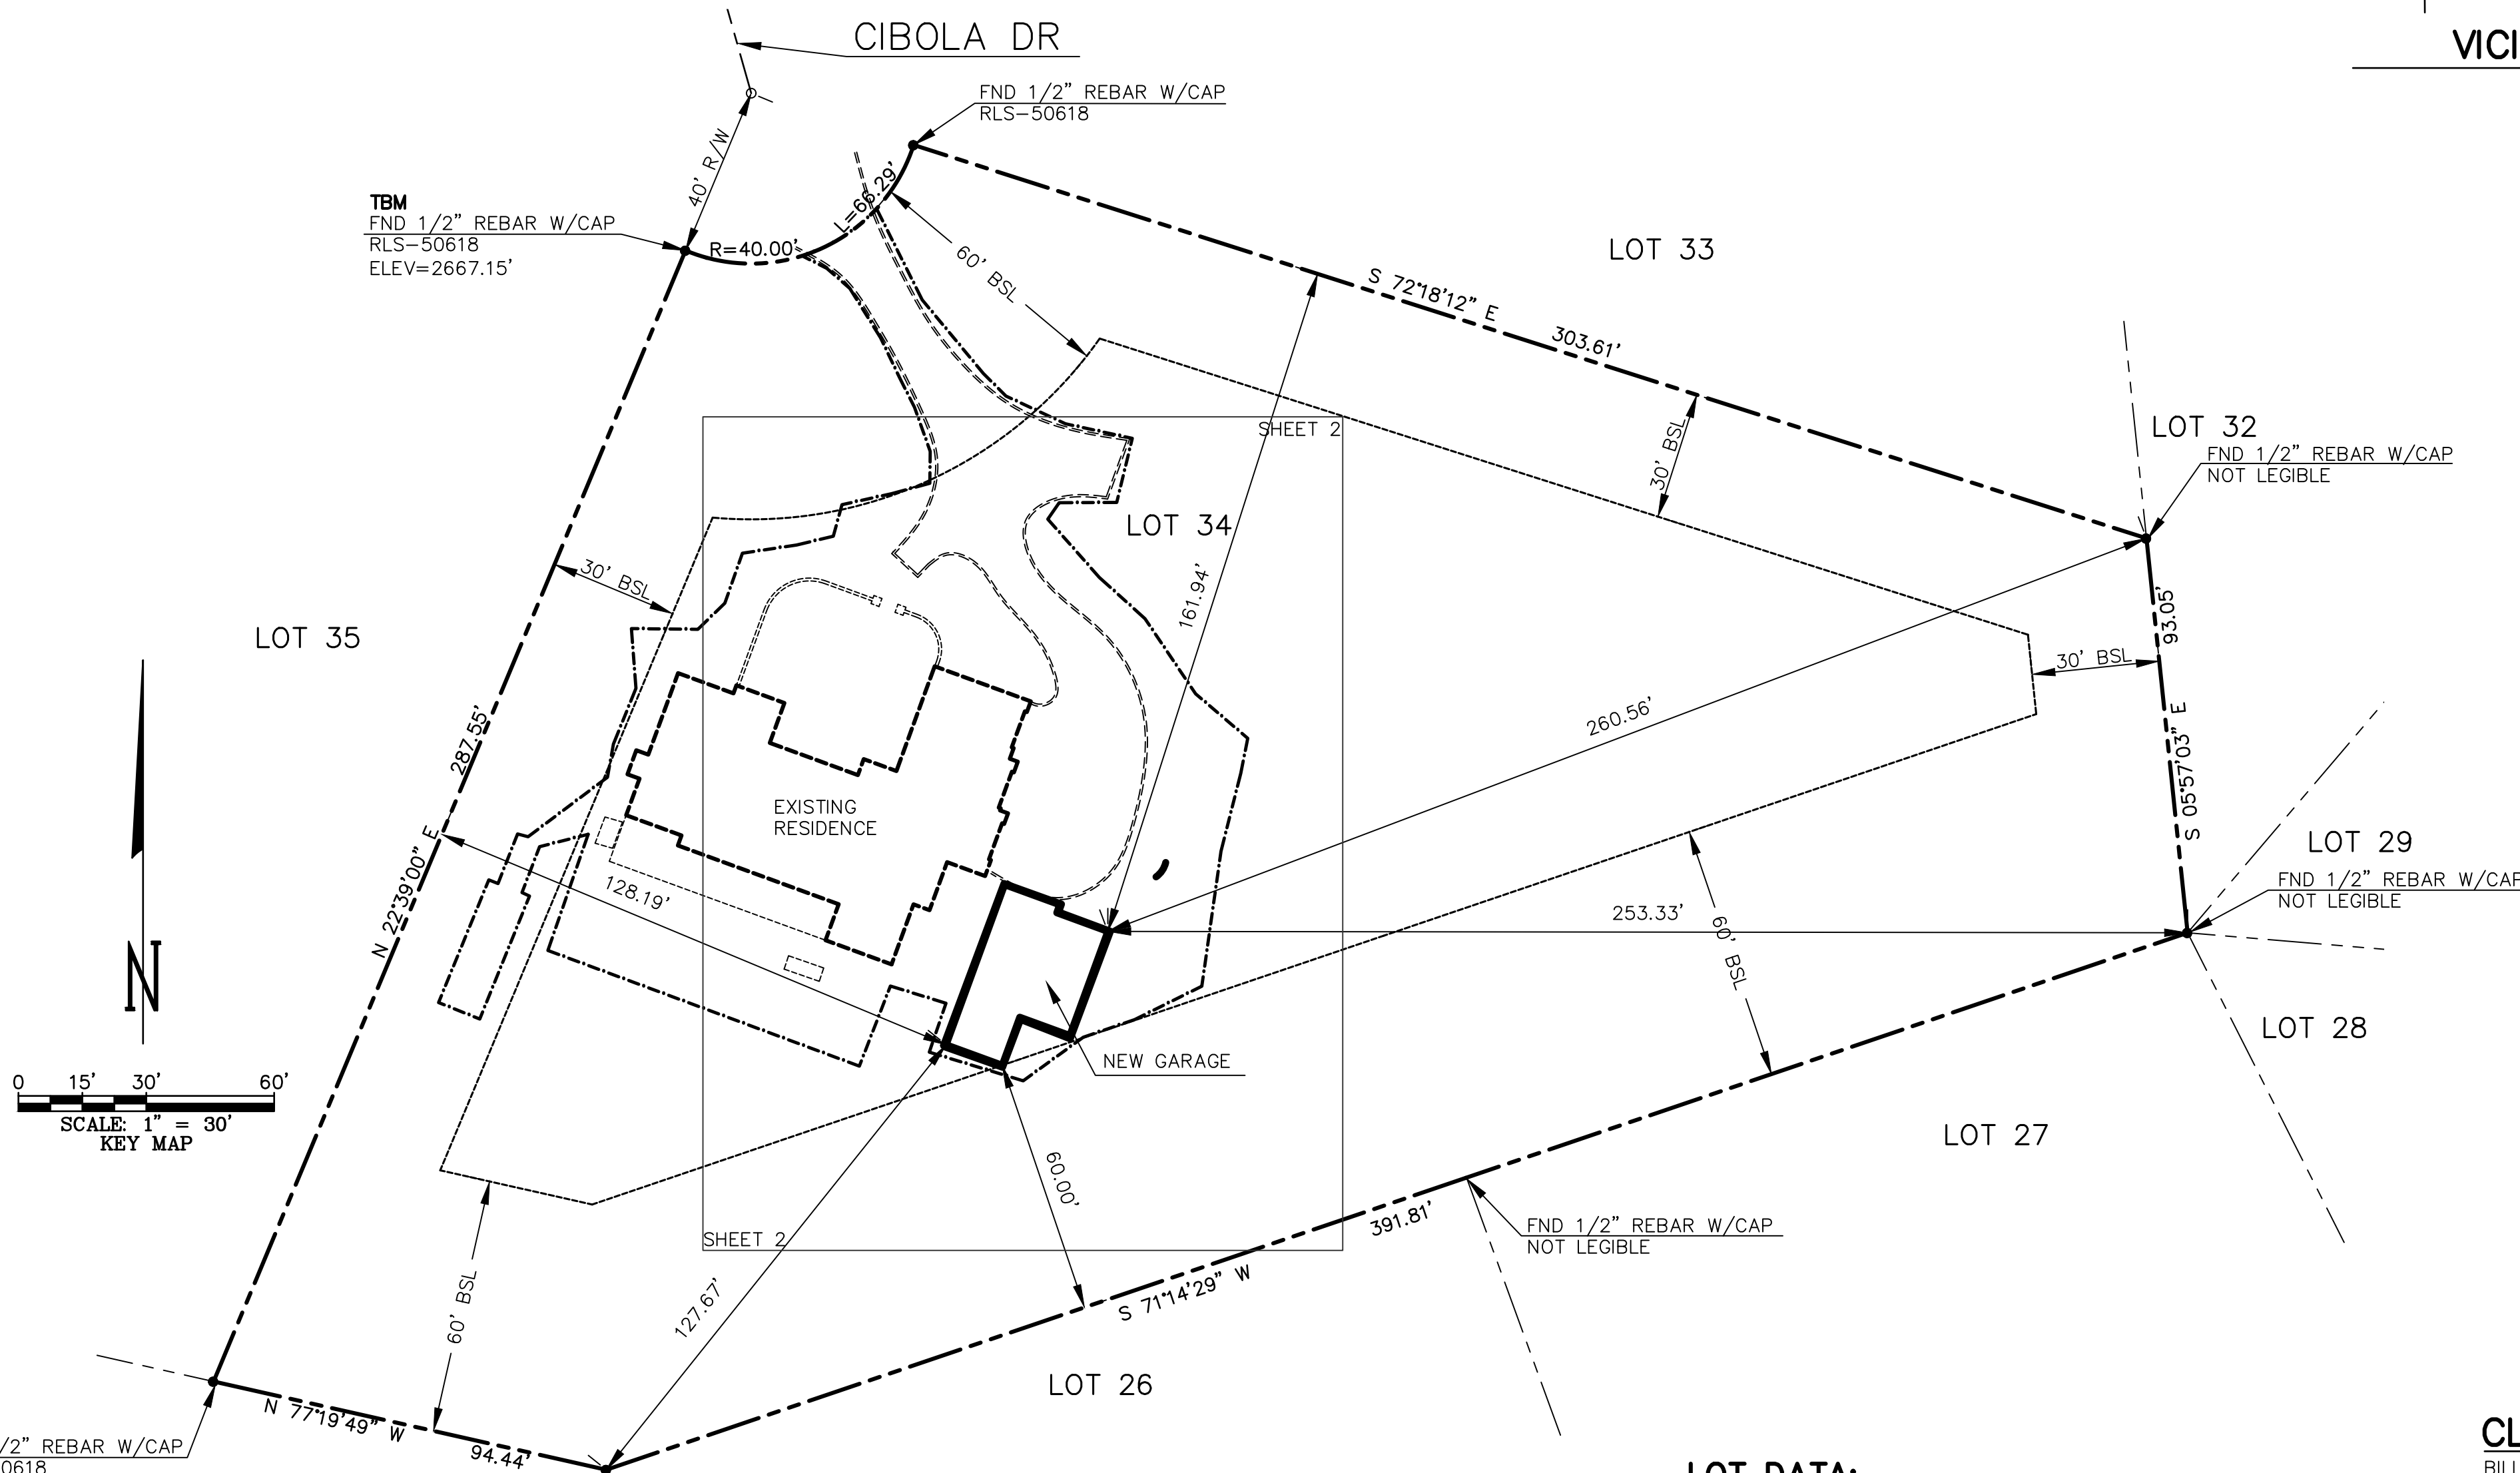 VICI
CIBOLA DR
FND 1/2" REBAR W/CAP
RLS-50618
40' R/W
L=66.29'
TBM
FND 1/2" REBAR W/CAP
RLS-50618
ELEV=2667.15'
R=40.00'
60' BSL
LOT 33
S 72°18'12" E
303.61'
LOT 32
FND 1/2" REBAR W/CAP
NOT LEGIBLE
SHEET 2
30' BSL
LOT 34
30' BSL
161.94'
LOT 35
93.05'
30' BSL
260.56'
287.55'
S 05°57'03" E
EXISTING
RESIDENCE
LOT 29
FND 1/2" REBAR W/CAP
NOT LEGIBLE
N 22°39'00" E
128.19'
253.33'
60' BSL
N
LOT 28
NEW GARAGE
0 15' 30' 60'
SCALE: 1" = 30'
KEY MAP
LOT 27
60.00'
SHEET 2
391.81'
FND 1/2" REBAR W/CAP
NOT LEGIBLE
S 71°14'29" W
60' BSL
127.67'
LOT 26
N 77°19'49" W
94.44'
/2" REBAR W/CAP
0618
LOT DATA:
CL
BILL